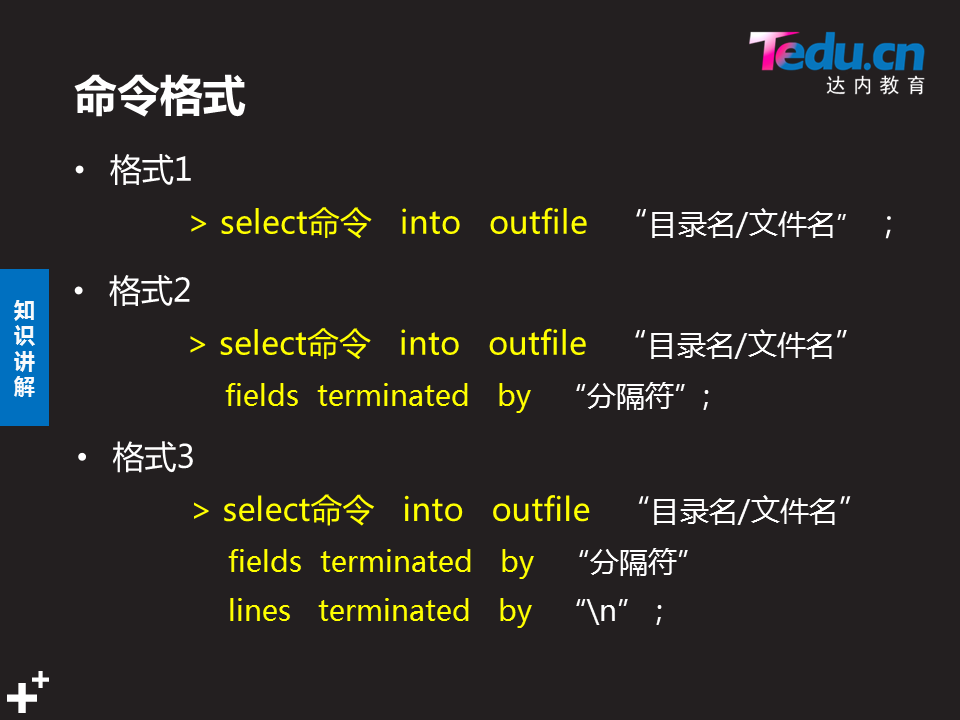 Tedu.cn
达内教育
命令格式
• 格式1
> select命令 into outfile “目录名/文件名” ;
• 格式2
> select命令 into outfile “目录名/文件名”
fields terminated by “分隔符” ;
• 格式3
> select命令 into outfile “目录名/文件名”
fields terminated by “分隔符”
lines terminated by “\n” ;
知识讲解